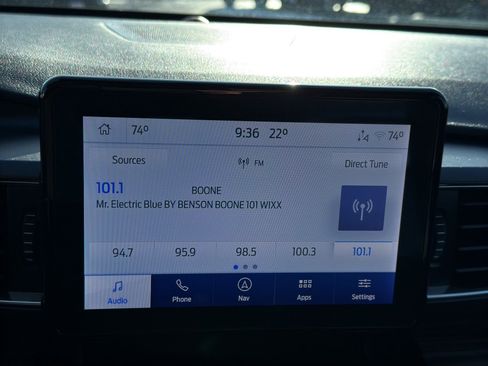 74° 9:36 22° 74°
Sources FM Direct Tune
101.1 BOONE
Mr. Electric Blue BY BENSON BOONE 101 WIXX
94.7 95.9 98.5 100.3 101.1
Audio Phone Nav Apps Settings